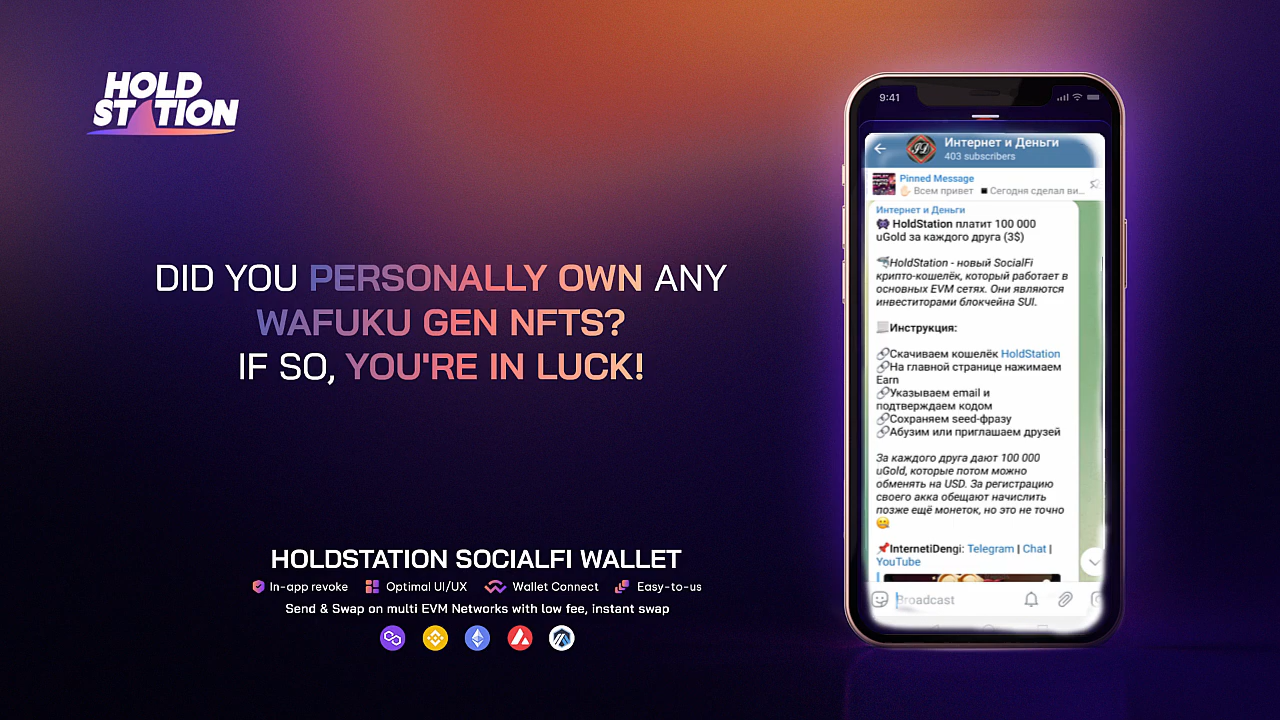 HOLD
STATION
DID YOU PERSONALLY OWN ANY
WAFUKU GEN NFTS?
IF SO, YOU'RE IN LUCK!
HOLDSTATION SOCIALFI WALLET
In-app revoke Optimal UI/UX Wallet Connect Easy-to-us
Send & Swap on multi EVM Networks with low fee, instant swap
9:41
Интернет и Деньги
403 subscribers
Pinned Message
Всем привет Сегодня сделал ви...
Интернет и Деньги
HoldStation платит 100 000
uGold за каждого друга (3$)
HoldStation - новый SocialFi
крипто-кошелёк, который работает в
основных EVM сетях. Они являются
инвеститорами блокчейна SUI.
Инструкция:
Скачиваем кошелёк HoldStation
На главной странице нажимаем
Earn
Указываем email и
подтверждаем кодом
Сохраняем seed-фразу
Абузим или приглашаем друзей
За каждого друга дают 100 000
uGold, которые потом можно
обменять на USD. За регистрацию
своего акка обещают начислить
позже ещё монеток, но это не точно
InternetiDengi: Telegram | Chat |
YouTube
Broadcast